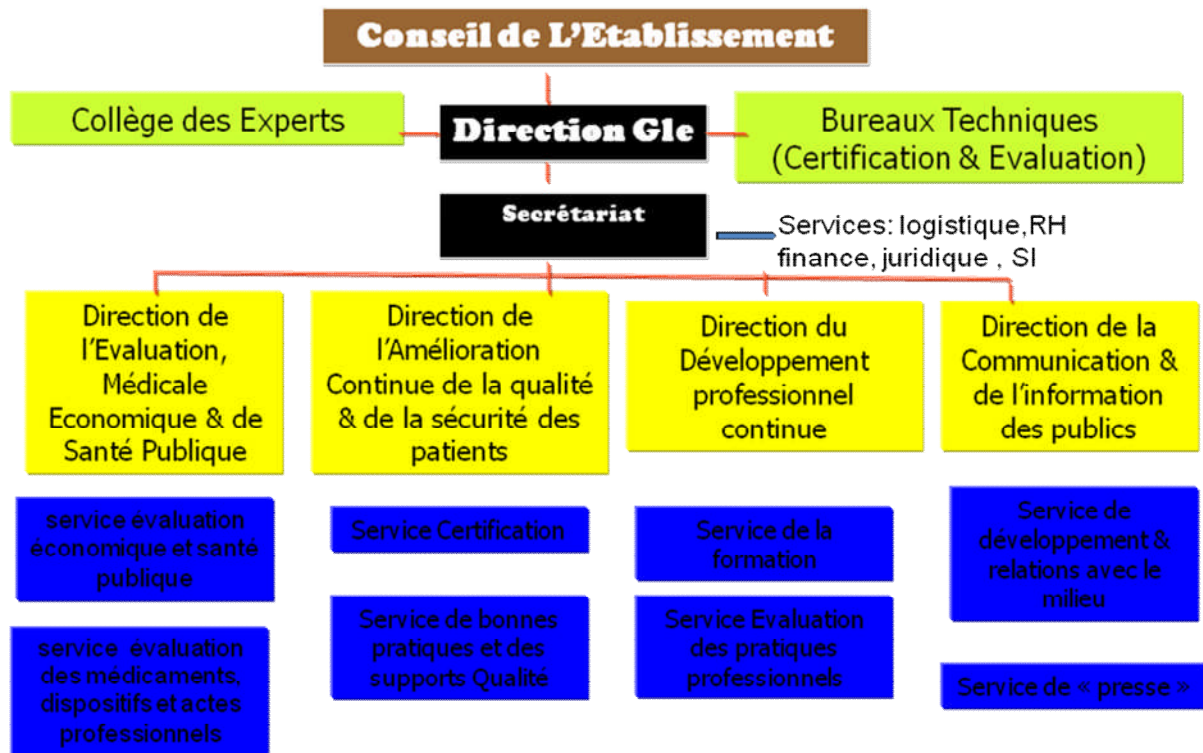 Conseil de L'Etablissement
Collège des Experts
Direction Gle
Bureaux Techniques
(Certification & Evaluation)
Secrétariat
Services: logistique,RH
finance, juridique , SI
Direction de
l'Evaluation,
Médicale
Economique & de
Santé Publique
Direction de
l'Amélioration
Continue de la qualité
& de la sécurité des
patients
Direction du
Développement
professionnel
continue
Direction de la
Communication &
de l'information
des publics
service évaluation
économique et santé
publique
Service Certification
Service de la
formation
Service de
développement &
relations avec le
milieu
service évaluation
des médicaments,
dispositifs et actes
professionnels
Service de bonnes
pratiques et des
supports Qualité
Service Evaluation
des pratiques
professionnels
Service de « presse »